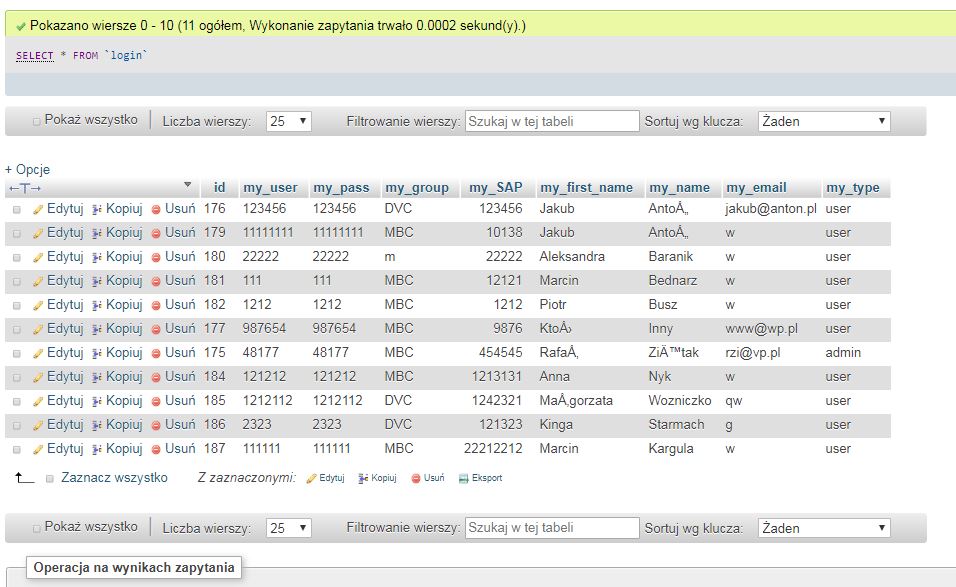 Pokazano wiersze 0 - 10 (11 ogółem, Wykonanie zapytania trwało 0.0002 sekund(y).)
SELECT * FROM `login`
Pokaż wszystko Liczba wierszy: 25 Filtrowanie wierszy: Szukaj w tej tabeli Sortuj wg klucza: Żaden
+ Opcje
←T→ id my_user my_pass my_group my_SAP my_first_name my_name my_email my_type
Edytuj Kopiuj Usuń 176 123456 123456 DVC 123456 Jakub AntoÅ„ jakub@anton.pl user
Edytuj Kopiuj Usuń 179 11111111 11111111 MBC 10138 Jakub AntoÅ„ w user
Edytuj Kopiuj Usuń 180 22222 22222 m 22222 Aleksandra Baranik w user
Edytuj Kopiuj Usuń 181 111 111 MBC 12121 Marcin Bednarz w user
Edytuj Kopiuj Usuń 182 1212 1212 MBC 1212 Piotr Busz w user
Edytuj Kopiuj Usuń 177 987654 987654 MBC 9876 KtoÅ› Inny www@wp.pl user
Edytuj Kopiuj Usuń 175 48177 48177 MBC 454545 RafaÅ‚ ZiÄ™tak rzi@vp.pl admin
Edytuj Kopiuj Usuń 184 121212 121212 MBC 1213131 Anna Nyk w user
Edytuj Kopiuj Usuń 185 1212112 1212112 DVC 1242321 MaÅ‚gorzata Wozniczko qw user
Edytuj Kopiuj Usuń 186 2323 2323 DVC 121323 Kinga Starmach g user
Edytuj Kopiuj Usuń 187 111111 111111 MBC 22212212 Marcin Kargula w user
Zaznacz wszystko Z zaznaczonymi: Edytuj Kopiuj Usuń Eksport
Pokaż wszystko Liczba wierszy: 25 Filtrowanie wierszy: Szukaj w tej tabeli Sortuj wg klucza: Żaden
Operacja na wynikach zapytania